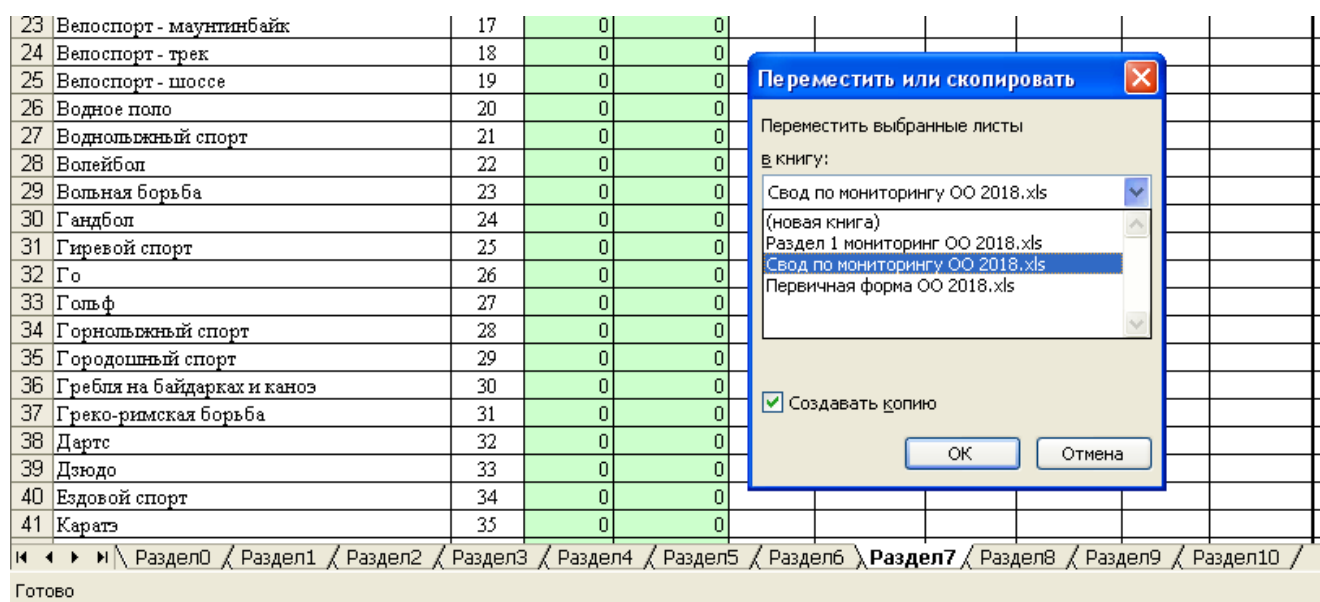 23 Велоспорт - маунтинбайк 17 0 0
24 Велоспорт - трек 18 0 0
25 Велоспорт - шоссе 19 0 0
26 Водное поло 20 0 0
27 Воднолыжный спорт 21 0 0
28 Волейбол 22 0 0
29 Вольная борьба 23 0 0
30 Гандбол 24 0 0
31 Гиревой спорт 25 0 0
32 Го 26 0 0
33 Гольф 27 0 0
34 Горнолыжный спорт 28 0 0
35 Городошный спорт 29 0 0
36 Гребля на байдарках и каноэ 30 0 0
37 Греко-римская борьба 31 0 0
38 Дартс 32 0 0
39 Дзюдо 33 0 0
40 Ездовой спорт 34 0 0
41 Каратэ 35 0 0
Переместить или скопировать
Переместить выбранные листы
в книгу:
Свод по мониторингу ОО 2018.xls
(новая книга)
Раздел 1 мониторинг ОО 2018.xls
Свод по мониторингу ОО 2018.xls
Первичная форма ОО 2018.xls
Создавать копию
ОК Отмена
Раздел0 Раздел1 Раздел2 Раздел3 Раздел4 Раздел5 Раздел6 Раздел7 Раздел8 Раздел9 Раздел10
Готово